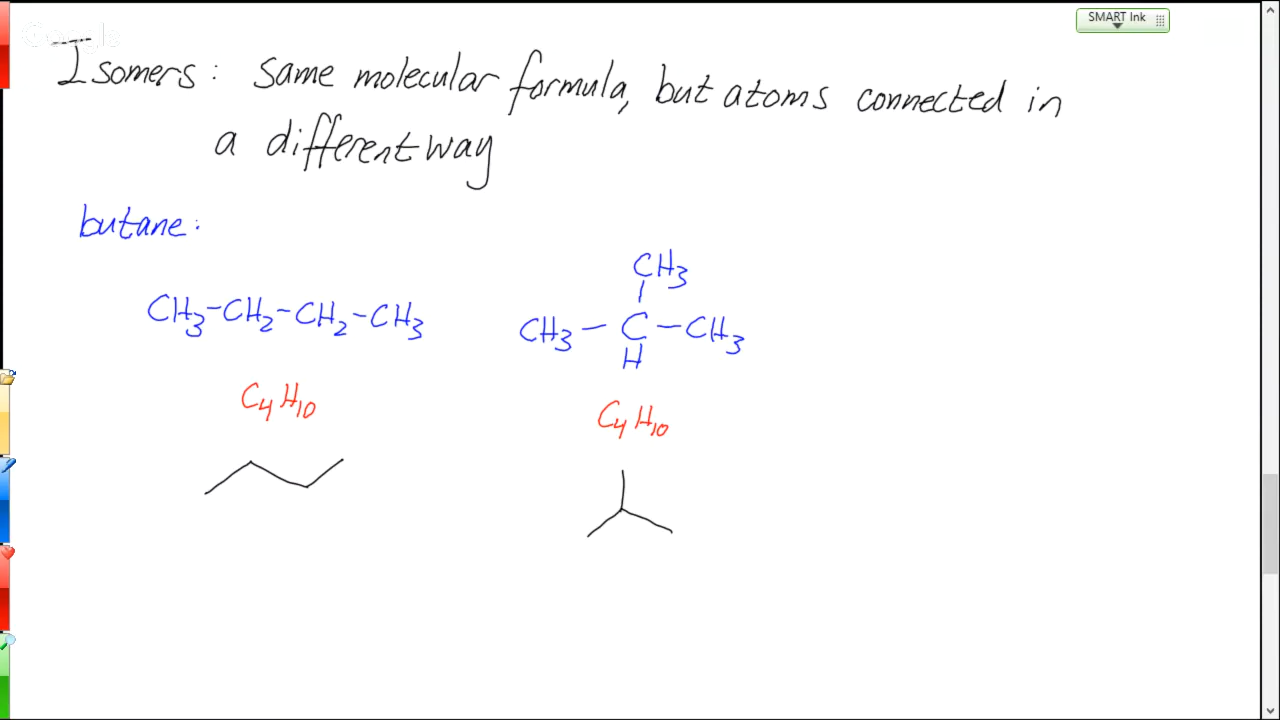 SMART Ink
Google
Isomers: same molecular formula, but atoms connected in
a different way
butane:
CH₃-CH₂-CH₂-CH₃
CH₃
CH₃-C-CH₃
H
C₄H₁₀
C₄H₁₀